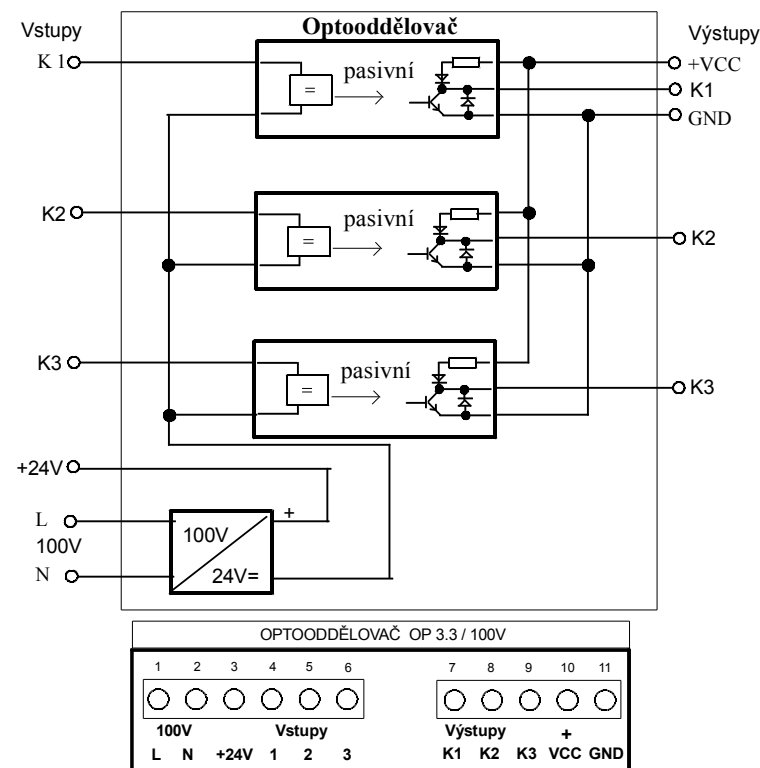 Vstupy
Optooddělovač
Výstupy
K 1
pasivní
=
+VCC
K1
GND
K2
pasivní
=
K2
K3
pasivní
=
K3
+24V
L
100V
N
100V
24V=
+
OPTOODDĚLOVAČ OP 3.3 / 100V
1 2 3 4 5 6 7 8 9 10 11
100V Vstupy Výstupy +
L N +24V 1 2 3 K1 K2 K3 VCC GND